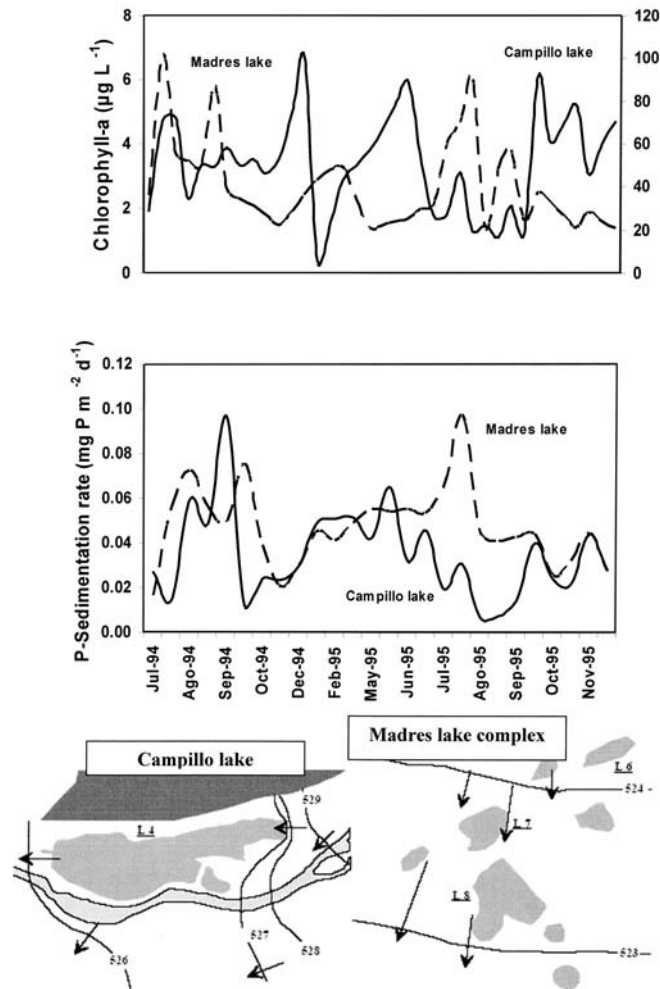 Chlorophyll-a (µg L⁻¹)
8
6
4
2
0
120
100
80
60
40
20
0
Madres lake
Campillo lake
P-Sedimentation rate (mg P m⁻² d⁻¹)
0.12
0.10
0.08
0.06
0.04
0.02
0.00
Madres lake
Campillo lake
Jul-94
Ago-94
Sep-94
Oct-94
Dec-94
Feb-95
May-95
Jun-95
Jul-95
Ago-95
Sep-95
Oct-95
Nov-95
Campillo lake
L 4
529
527
528
526
Madres lake complex
L 6
524
L 7
L 8
523